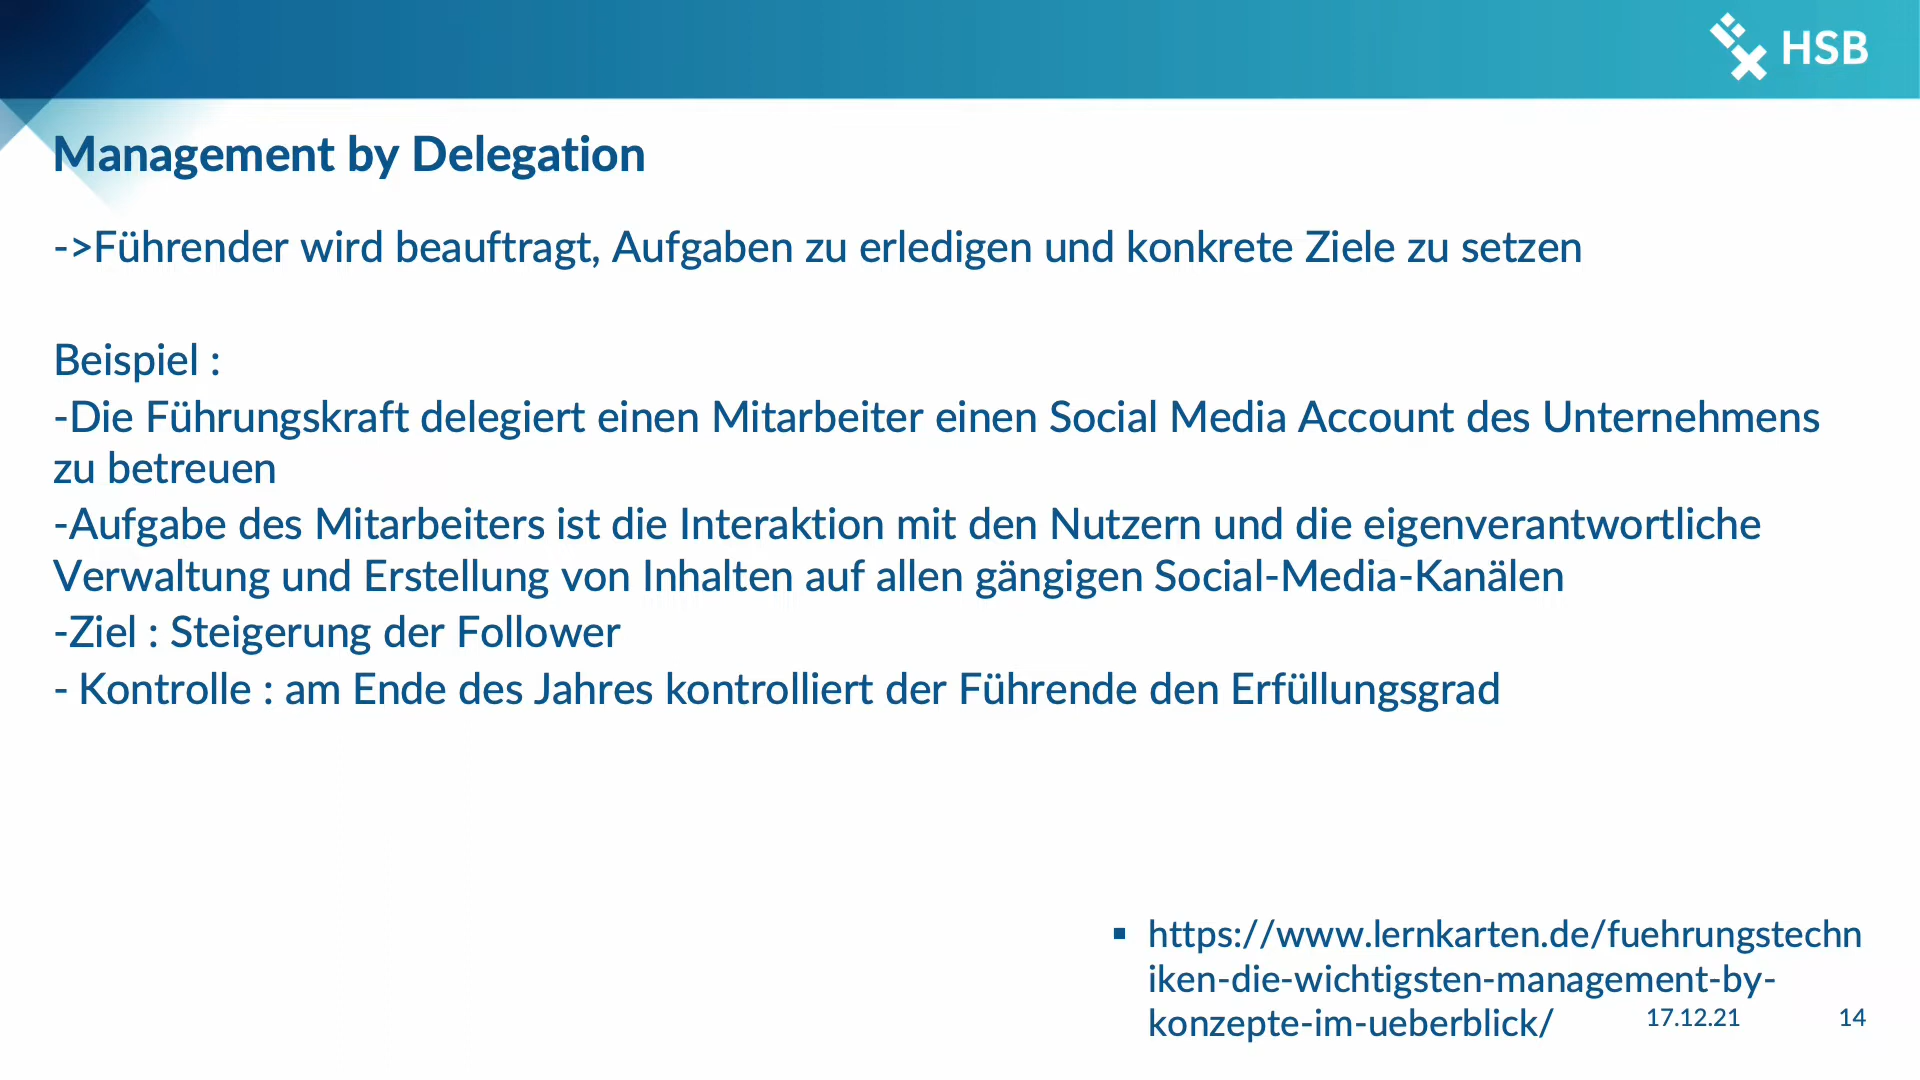 HSB
Management by Delegation
->Führender wird beauftragt, Aufgaben zu erledigen und konkrete Ziele zu setzen
Beispiel :
-Die Führungskraft delegiert einen Mitarbeiter einen Social Media Account des Unternehmens
zu betreuen
-Aufgabe des Mitarbeiters ist die Interaktion mit den Nutzern und die eigenverantwortliche
Verwaltung und Erstellung von Inhalten auf allen gängigen Social-Media-Kanälen
-Ziel : Steigerung der Follower
- Kontrolle : am Ende des Jahres kontrolliert der Führende den Erfüllungsgrad
▪ https://www.lernkarten.de/fuehrungstechn
iken-die-wichtigsten-management-by-
konzepte-im-ueberblick/
17.12.21 14